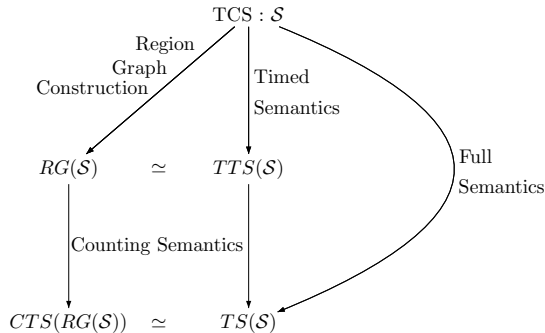 TCS : 𝒮
Region
Graph
Construction
Timed
Semantics
Full
Semantics
RG(𝒮) ≃ TTS(𝒮)
Counting Semantics
CTS(RG(𝒮)) ≃ TS(𝒮)